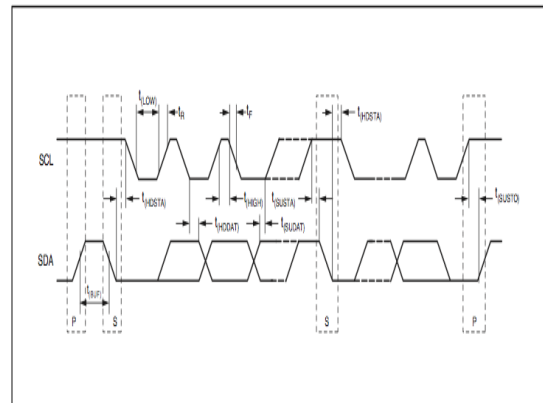 t(LOW)
tR
tF
t(HDSTA)
SCL
t(HDSTA)
t(HIGH)
t(SUSTA)
t(SUSTO)
t(HDDAT)
t(SUDAT)
SDA
t(BUF)
P
S
S
P